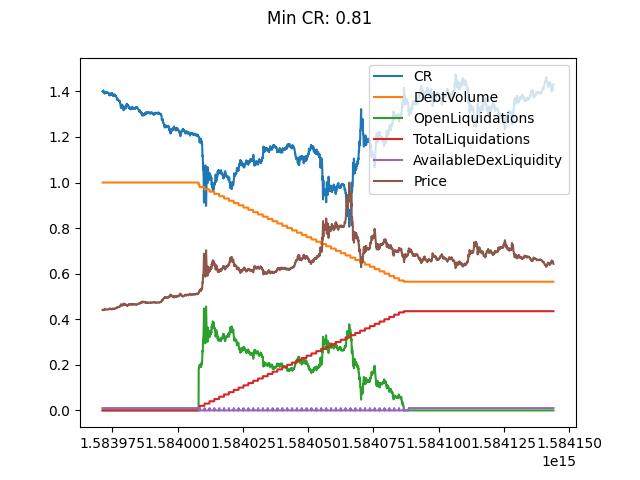 Min CR: 0.81
CR
DebtVolume
OpenLiquidations
TotalLiquidations
AvailableDexLiquidity
Price
1.4
1.2
1.0
0.8
0.6
0.4
0.2
0.0
1.583975 1.584000 1.584025 1.584050 1.584075 1.584100 1.584125 1.584150
1e15